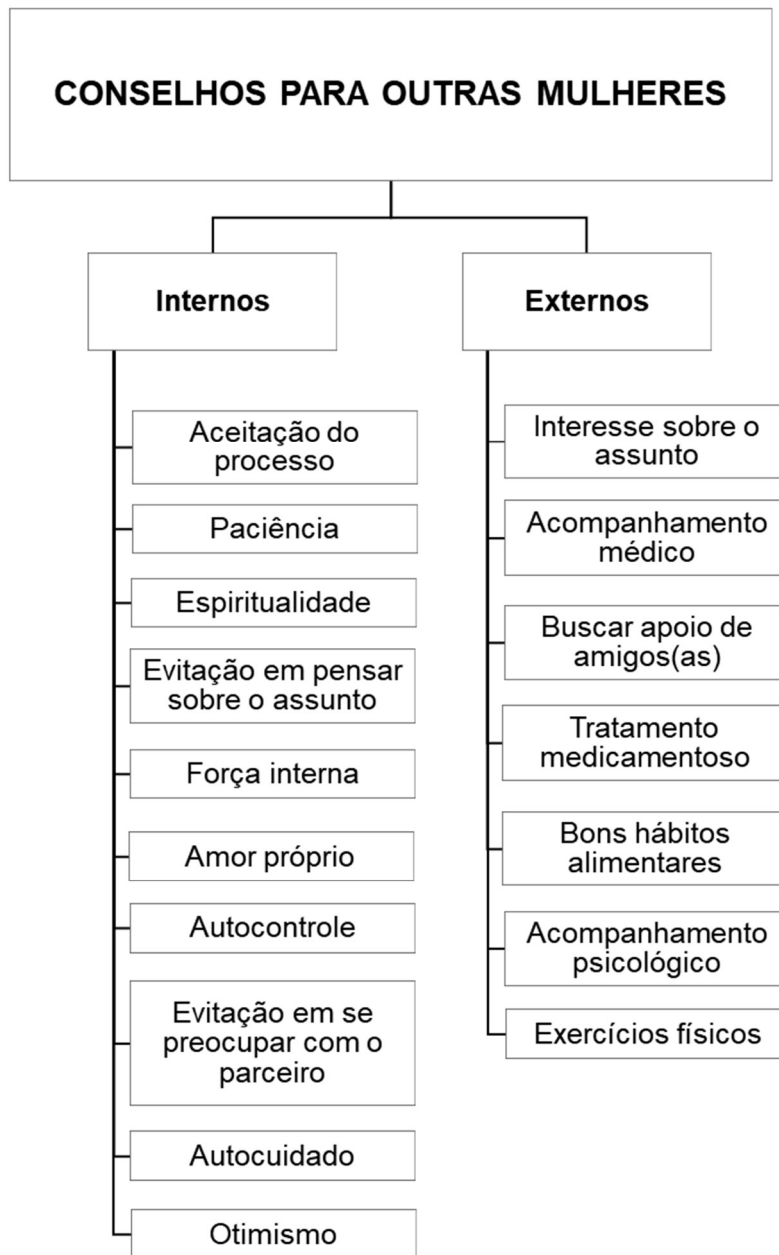 CONSELHOS PARA OUTRAS MULHERES
Internos
Aceitação do
processo
Paciência
Espiritualidade
Evitação em pensar
sobre o assunto
Força interna
Amor próprio
Autocontrole
Evitação em se
preocupar com o
parceiro
Autocuidado
Otimismo
Externos
Interesse sobre o
assunto
Acompanhamento
médico
Buscar apoio de
amigos(as)
Tratamento
medicamentoso
Bons hábitos
alimentares
Acompanhamento
psicológico
Exercícios físicos